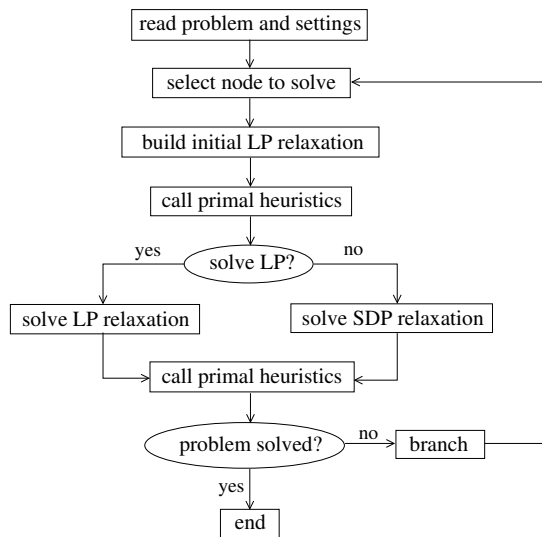 read problem and settings
select node to solve
build initial LP relaxation
call primal heuristics
solve LP?
yes
no
solve LP relaxation
solve SDP relaxation
call primal heuristics
problem solved?
no
branch
yes
end